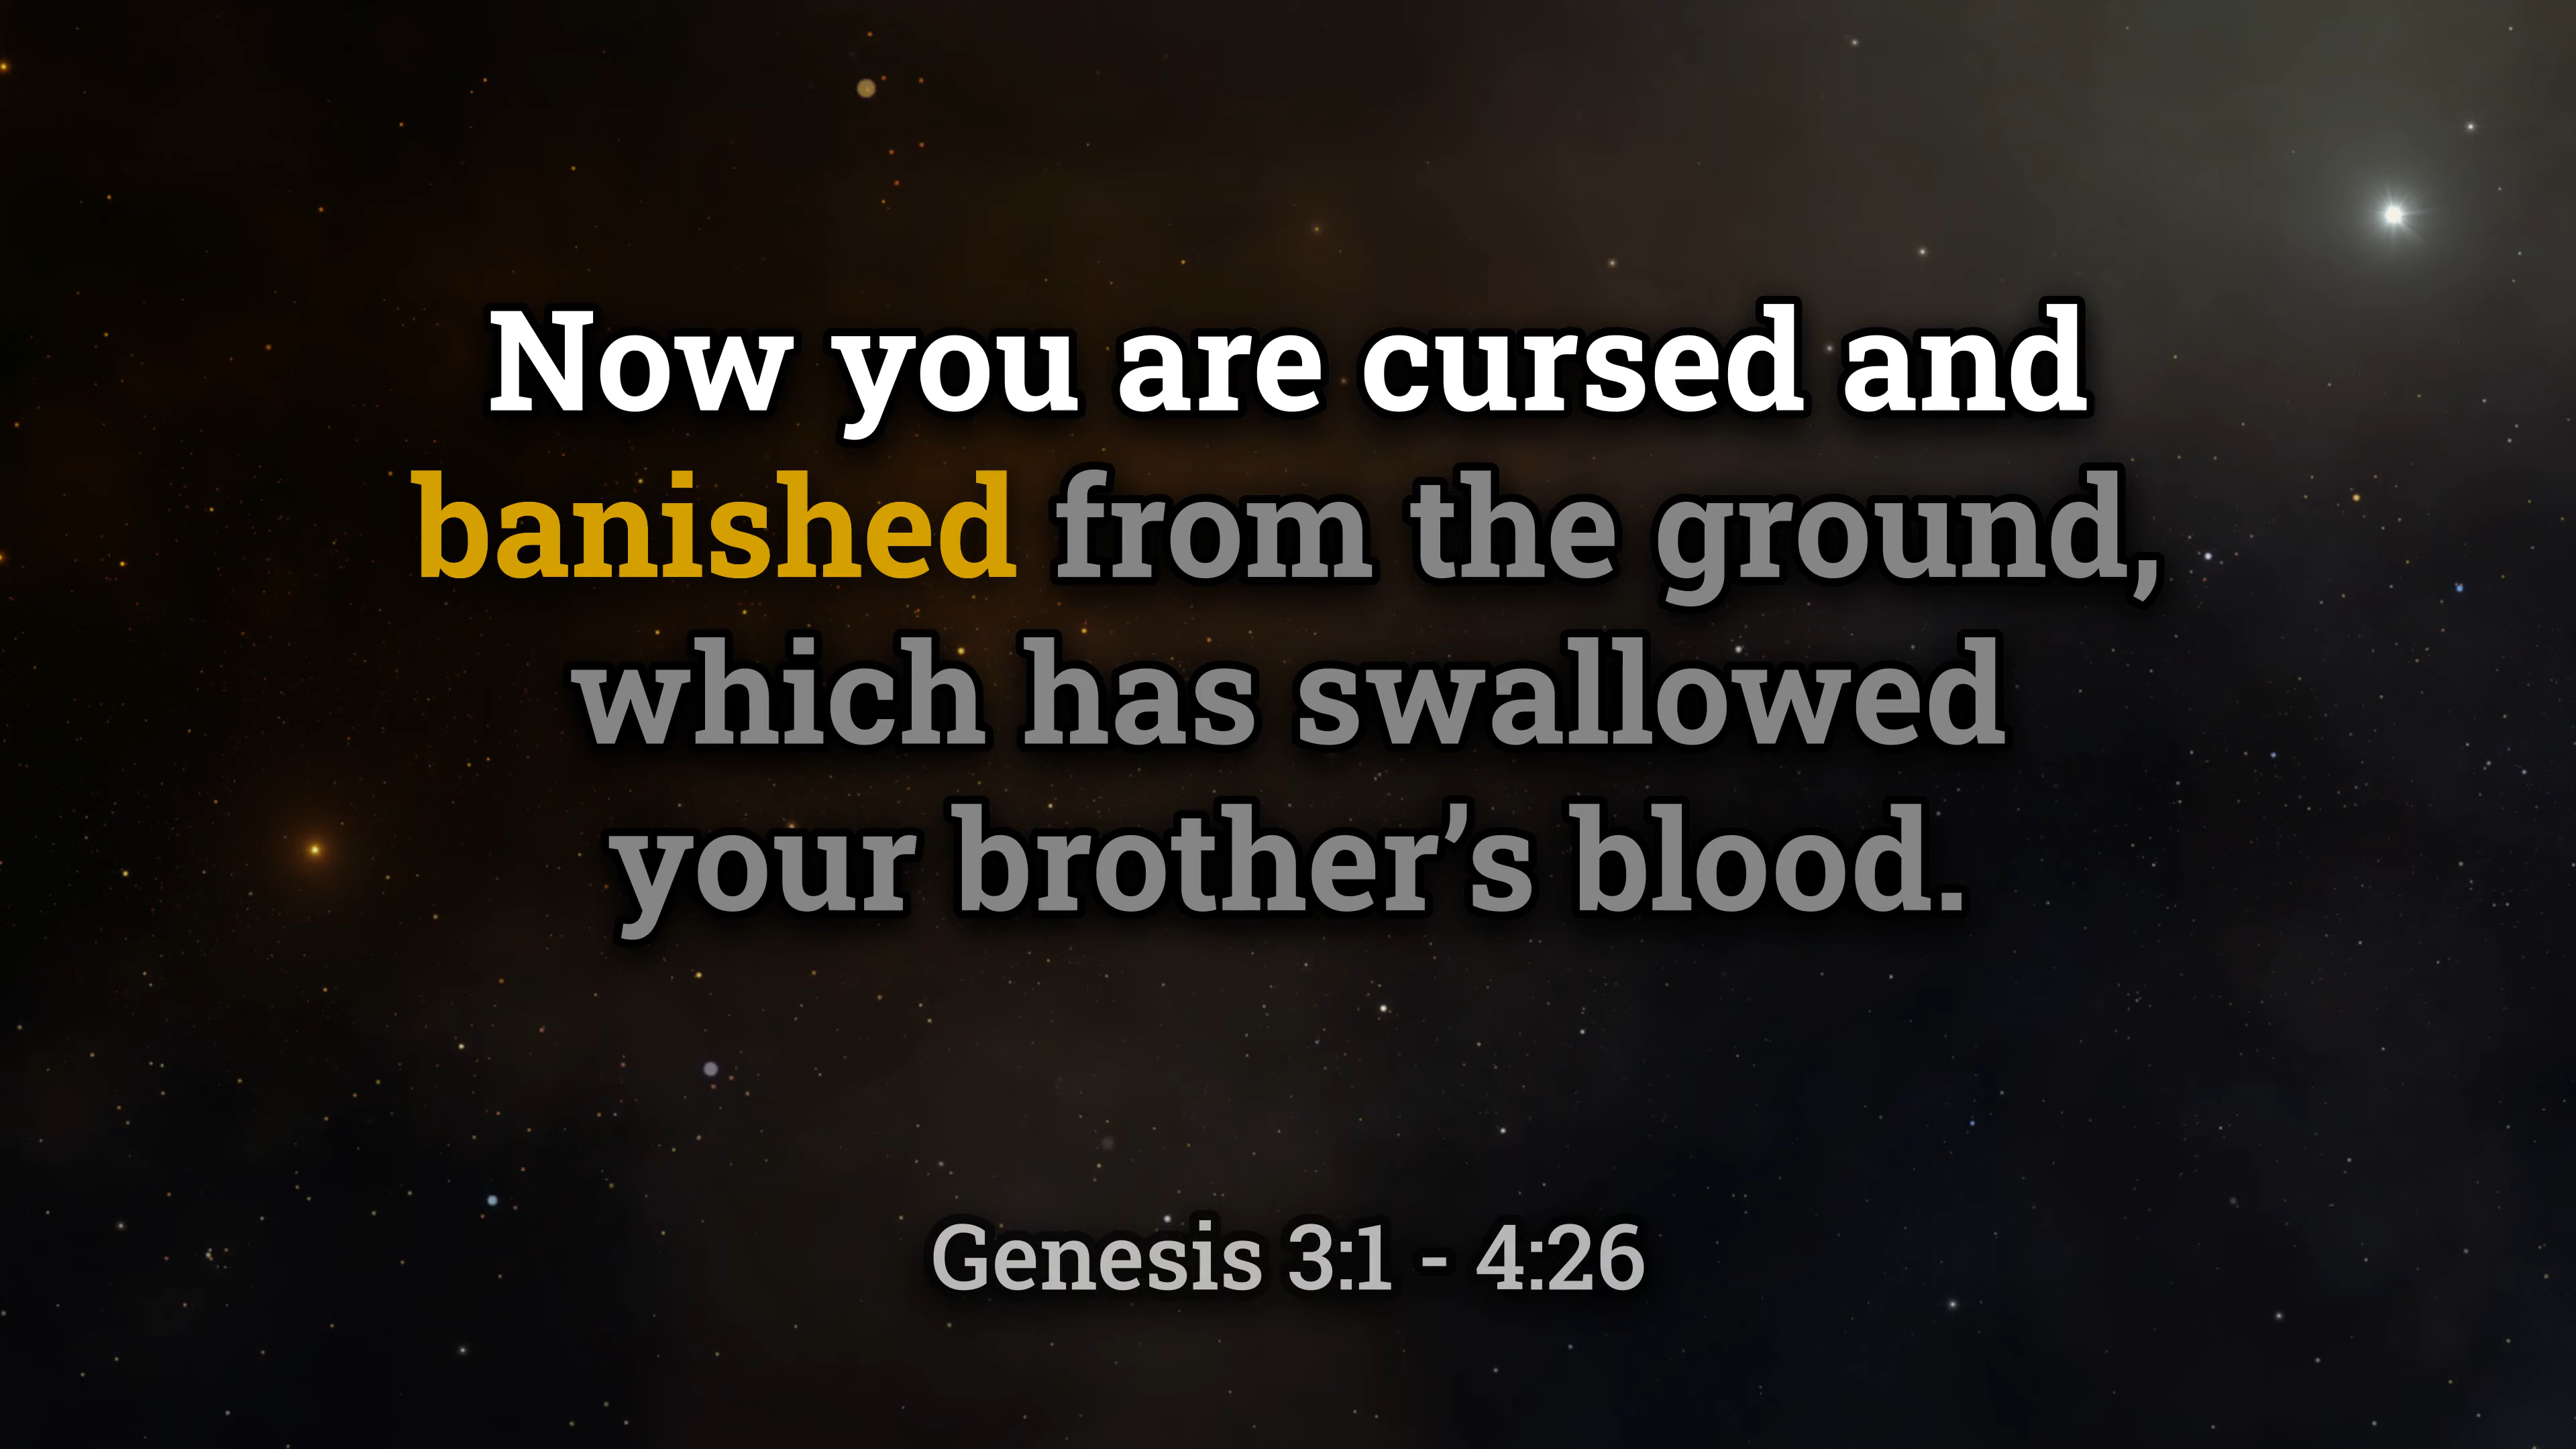 Now you are cursed and
banished from the ground,
which has swallowed
your brother’s blood.
Genesis 3:1 - 4:26